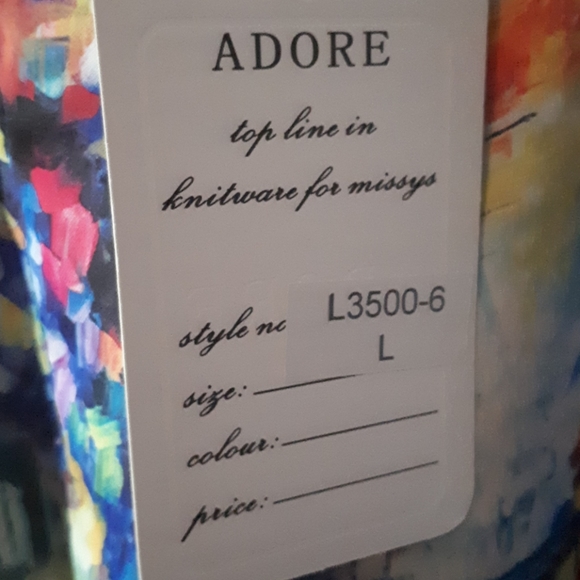 ADORE
top line in
knitware for missys
style no L3500-6
L
size:
colour:
price: